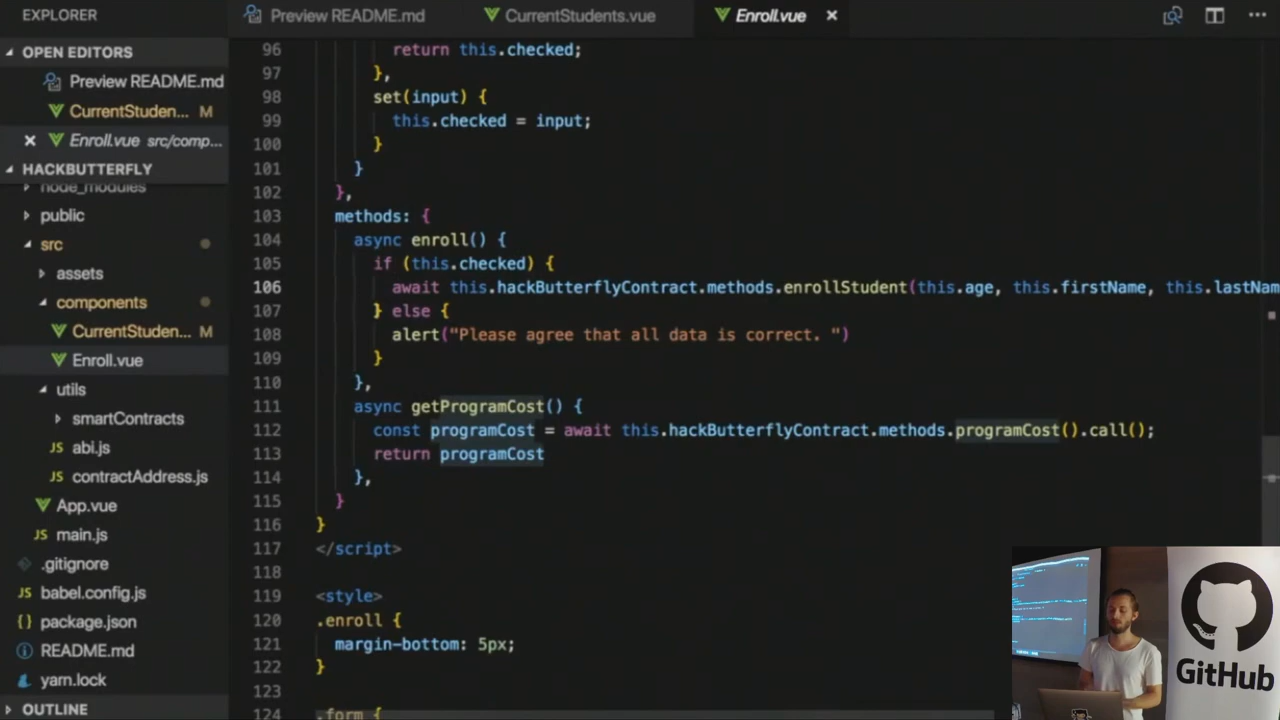 EXPLORER
OPEN EDITORS
Preview README.md
CurrentStuden... M
Enroll.vue src/comp...
HACKBUTTERFLY
node_modules
public
src
assets
components
CurrentStuden... M
Enroll.vue
utils
smartContracts
JS abi.js
JS contractAddress.js
App.vue
JS main.js
.gitignore
JS babel.config.js
{} package.json
README.md
yarn.lock
OUTLINE
Preview README.md CurrentStudents.vue Enroll.vue
96 return this.checked;
97 },
98 set(input) {
99 this.checked = input;
100 }
101 }
102 },
103 methods: {
104 async enroll() {
105 if (this.checked) {
106 await this.hackButterflyContract.methods.enrollStudent(this.age, this.firstName, this.lastNam
107 } else {
108 alert("Please agree that all data is correct. ")
109 }
110 },
111 async getProgramCost() {
112 const programCost = await this.hackButterflyContract.methods.programCost().call();
113 return programCost
114 },
115 }
116 }
117 </script>
118
119 <style>
120 .enroll {
121 margin-bottom: 5px;
122 }
123
124 .form {
GitHub